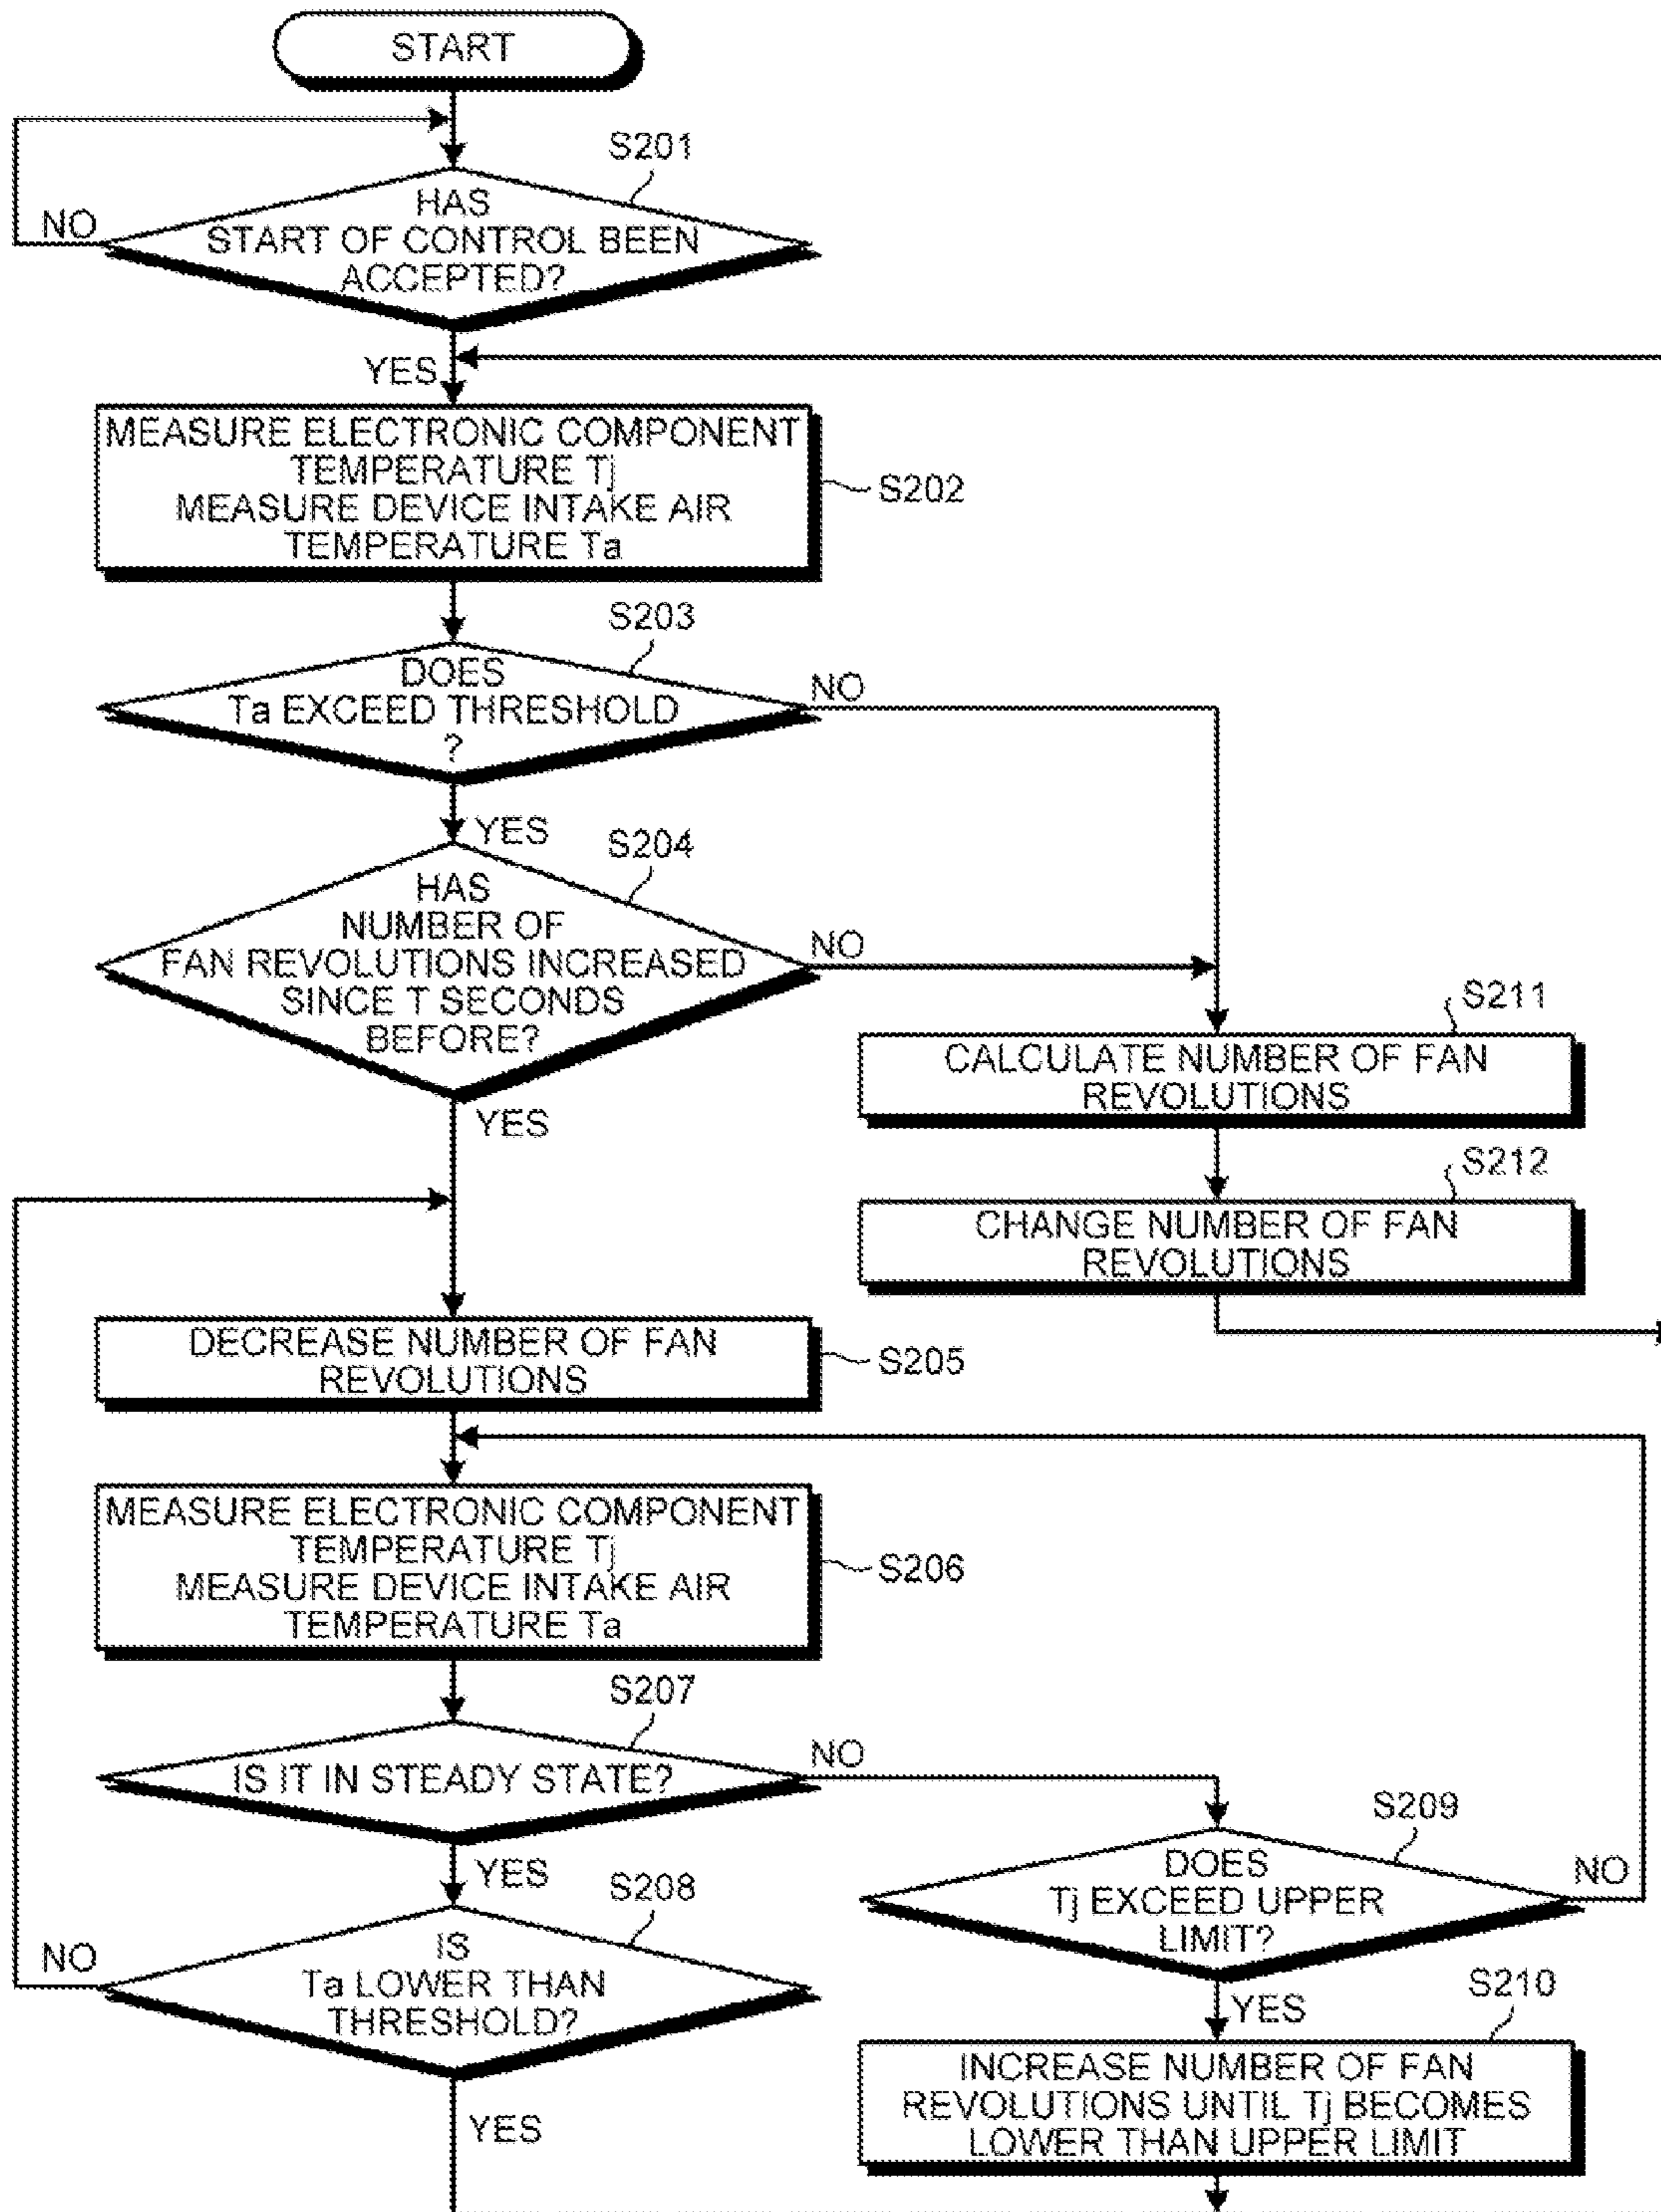 START
S201
HAS
START OF CONTROL BEEN
ACCEPTED?
NO
YES
MEASURE ELECTRONIC COMPONENT
TEMPERATURE Tj
MEASURE DEVICE INTAKE AIR
TEMPERATURE Ta
S202
S203
DOES
Ta EXCEED THRESHOLD
?
NO
YES
S204
HAS
NUMBER OF
FAN REVOLUTIONS INCREASED
SINCE T SECONDS
BEFORE?
NO
YES
S211
CALCULATE NUMBER OF FAN
REVOLUTIONS
S212
CHANGE NUMBER OF FAN
REVOLUTIONS
DECREASE NUMBER OF FAN
REVOLUTIONS
S205
MEASURE ELECTRONIC COMPONENT
TEMPERATURE Tj
MEASURE DEVICE INTAKE AIR
TEMPERATURE Ta
S206
S207
IS IT IN STEADY STATE?
NO
YES
S208
IS
Ta LOWER THAN
THRESHOLD?
NO
YES
S209
DOES
Tj EXCEED UPPER
LIMIT?
NO
YES
S210
INCREASE NUMBER OF FAN
REVOLUTIONS UNTIL Tj BECOMES
LOWER THAN UPPER LIMIT